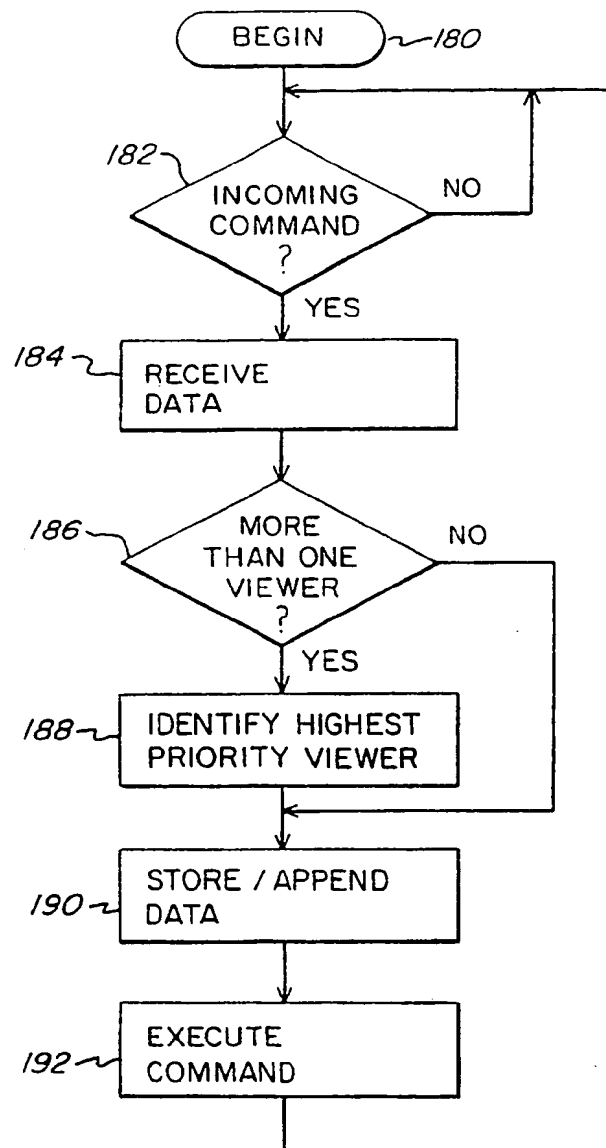 BEGIN
180
182
INCOMING
COMMAND
?
NO
YES
184
RECEIVE
DATA
186
MORE
THAN ONE
VIEWER
?
NO
YES
188
IDENTIFY HIGHEST
PRIORITY VIEWER
190
STORE / APPEND
DATA
192
EXECUTE
COMMAND